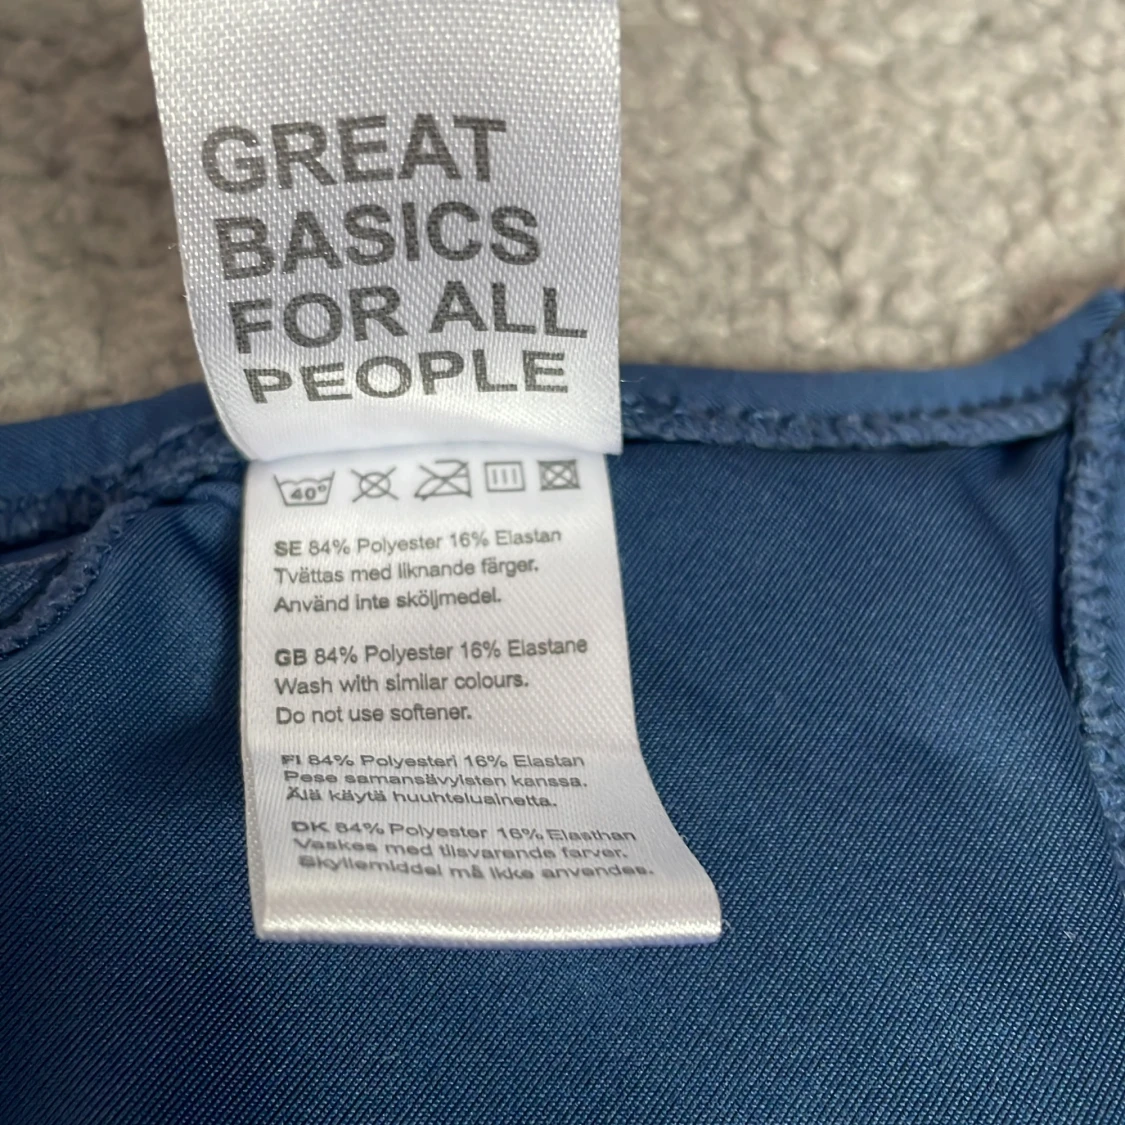 GREAT
BASICS
FOR ALL
PEOPLE
40°
SE 84% Polyester 16% Elastan
Tvättas med liknande färger.
Använd inte sköljmedel.
GB 84% Polyester 16% Elastane
Wash with similar colours.
Do not use softener.
FI 84% Polyesteri 16% Elastan
Pese samansävyisten kanssa.
Älä käytä huuhteluainetta.
DK 84% Polyester 16% Elasthan
Vaskes med tilsvarende farver.
Skyllemiddel må ikke anvendes.